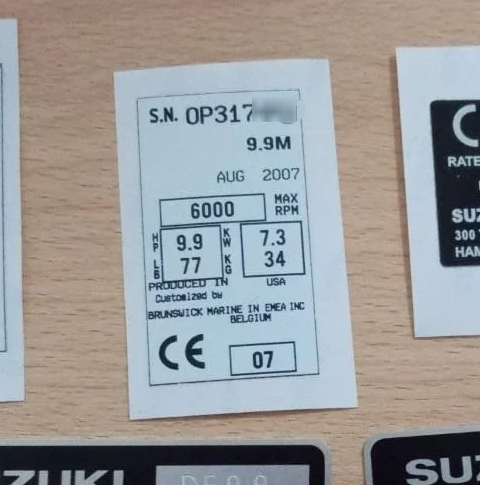 S.N. OP317
9.9M
AUG 2007
6000 MAX RPM
HP 9.9 KW 7.3
LB 77 KG 34
PRODUCED IN USA
Customized by
BRUNSWICK MARINE IN EMEA INC
BELGIUM
CE 07
RATE
SUZ
300
HAM
SUZUKI
SUZ